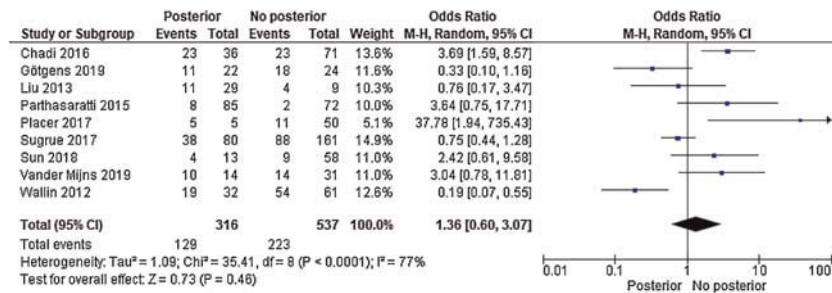 Posterior No posterior Odds Ratio Odds Ratio
Study or Subgroup Events Total Events Total Weight M-H, Random, 95% CI M-H, Random, 95% CI
Chadi 2016 23 36 23 71 13.6% 3.69 [1.59, 8.57]
Götgens 2019 11 22 18 24 11.4% 0.33 [0.10, 1.16]
Liu 2013 11 29 4 9 10.3% 0.76 [0.17, 3.47]
Parthasaratti 2015 8 85 2 72 10.0% 3.64 [0.75, 17.71]
Placer 2017 5 5 11 50 5.1% 37.78 [1.94, 735.43]
Sugrue 2017 38 80 88 161 14.9% 0.75 [0.44, 1.28]
Sun 2018 4 13 9 58 11.0% 2.42 [0.61, 9.58]
Vander Mijns 2019 10 14 14 31 11.1% 3.04 [0.78, 11.81]
Wallin 2012 19 32 54 61 12.6% 0.19 [0.07, 0.55]
Total (95% CI) 316 537 100.0% 1.36 [0.60, 3.07]
Total events 129 223
Heterogeneity: Tau² = 1.09; Chi² = 35.41, df = 8 (P < 0.0001); I² = 77%
Test for overall effect: Z = 0.73 (P = 0.46)
0.01 0.1 1 10 100
Posterior No posterior